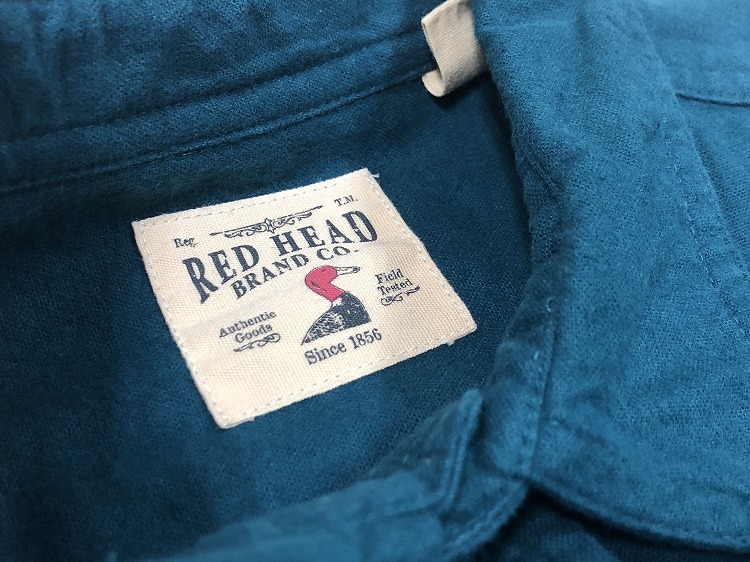 Reg. T.M.
RED HEAD
BRAND CO.
Authentic
Goods
Field
Tested
Since 1856